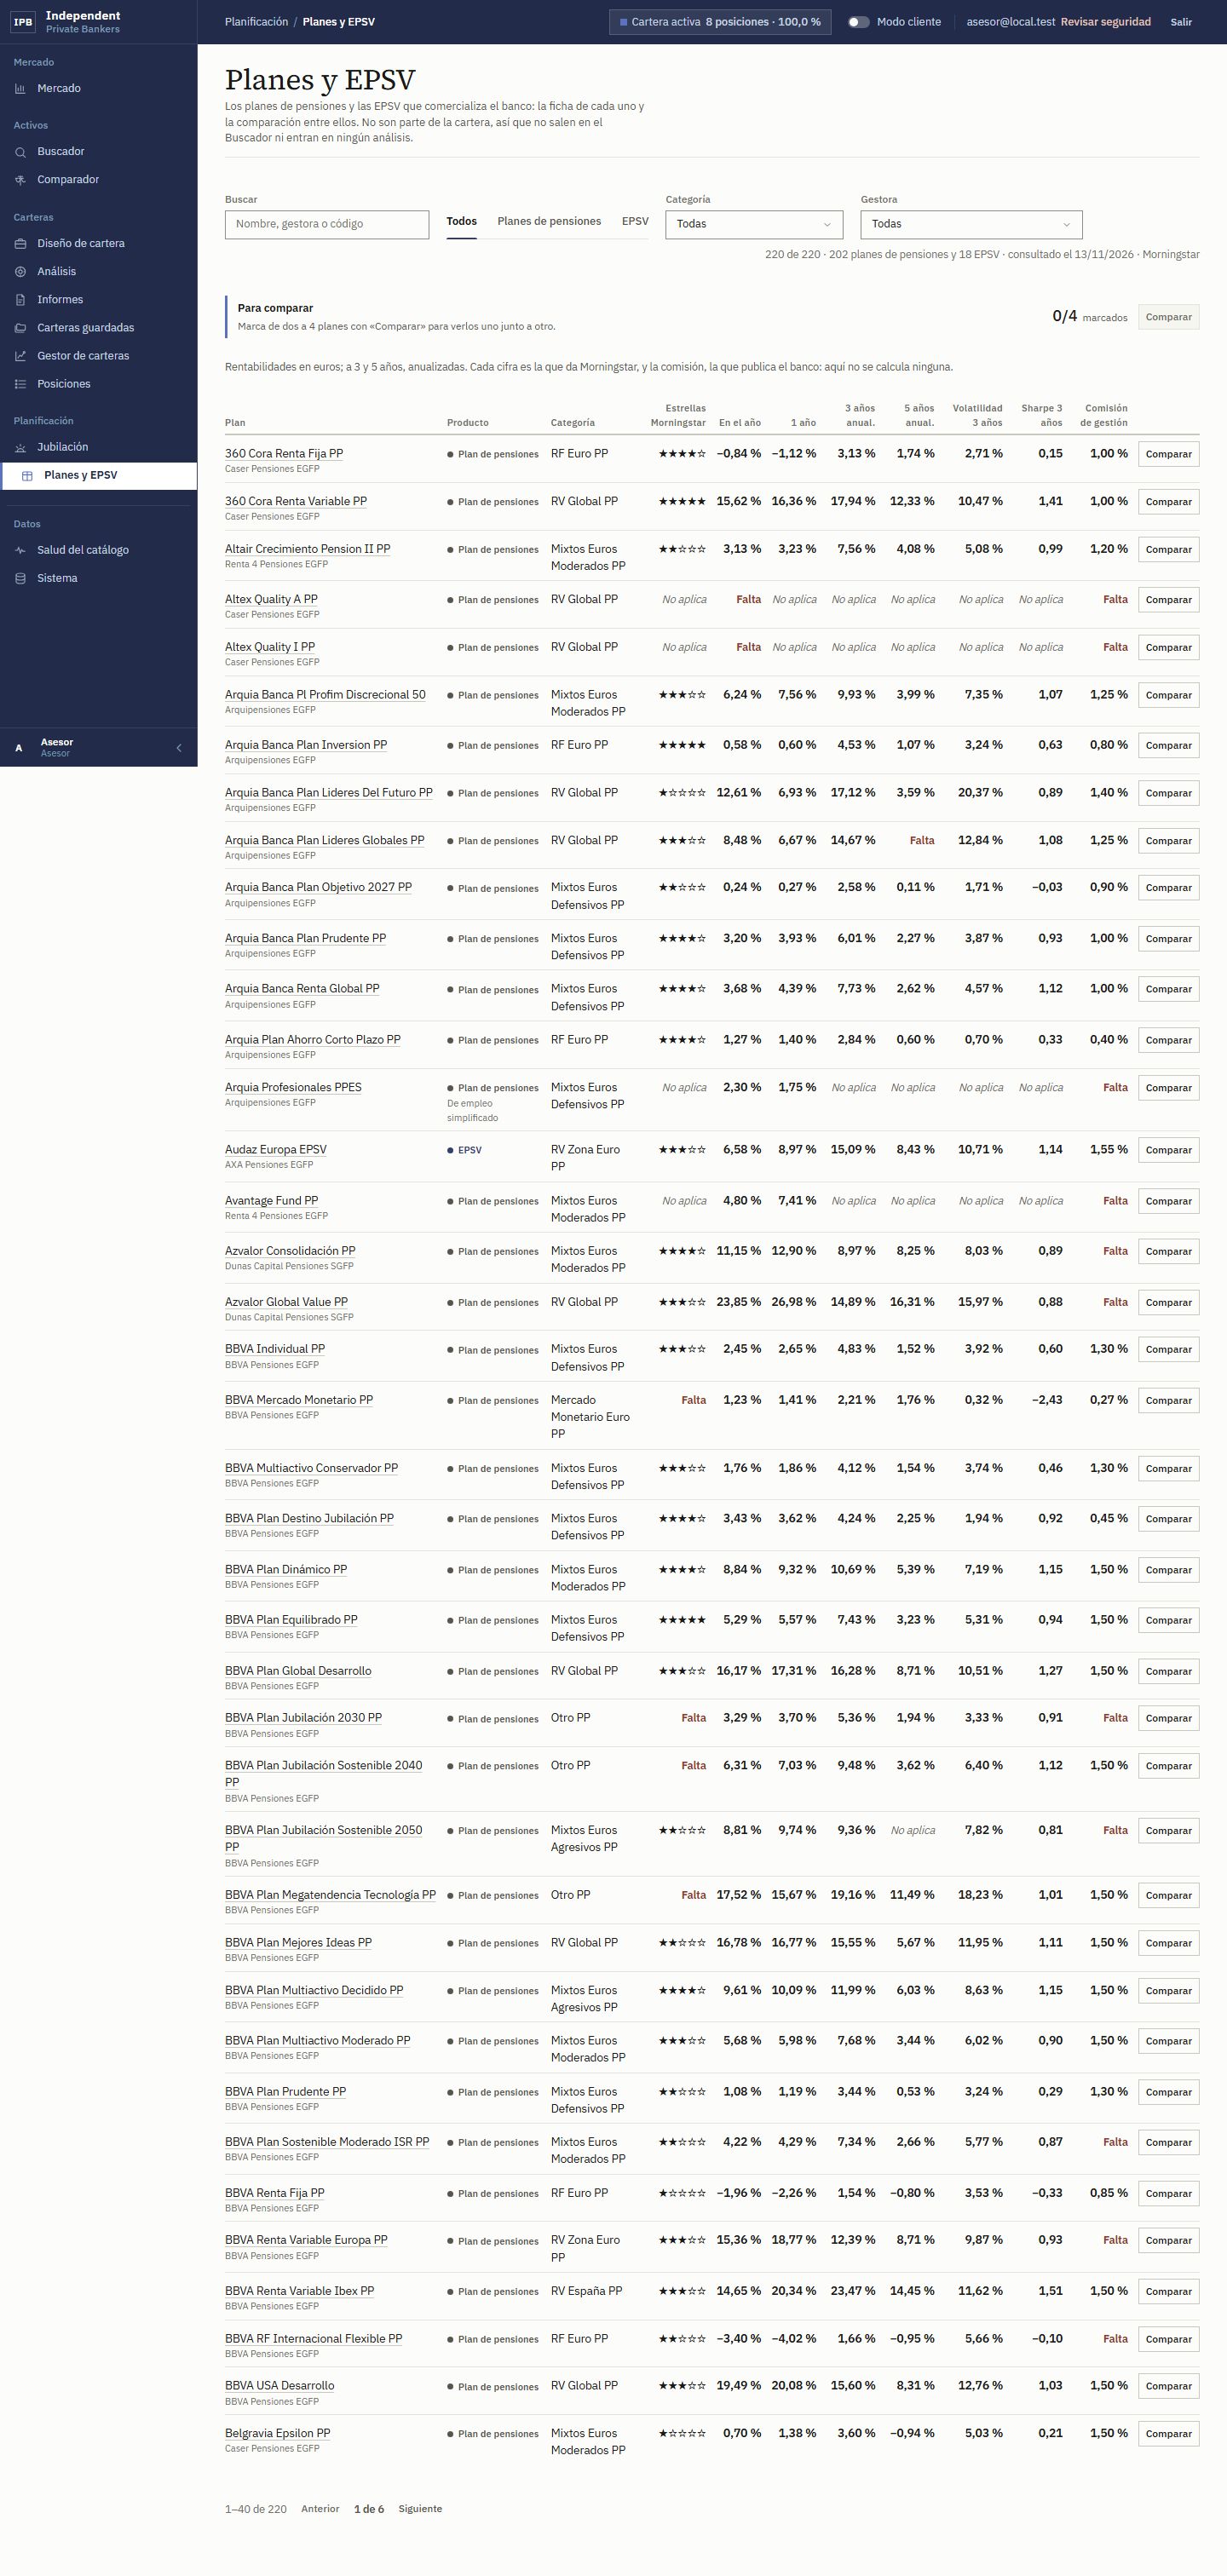 IPB
Independent
Private Bankers
Planificación / Planes y EPSV
Cartera activa 8 posiciones · 100,0 %
Modo cliente
asesor@local.test Revisar seguridad
Salir
Mercado
Mercado
Activos
Buscador
Comparador
Carteras
Diseño de cartera
Análisis
Informes
Carteras guardadas
Gestor de carteras
Posiciones
Planificación
Jubilación
Planes y EPSV
Datos
Salud del catálogo
Sistema
A
Asesor
Asesor
Planes y EPSV
Los planes de pensiones y las EPSV que comercializa el banco: la ficha de cada uno y
la comparación entre ellos. No son parte de la cartera, así que no salen en el
Buscador ni entran en ningún análisis.
Buscar
Nombre, gestora o código
Todos Planes de pensiones EPSV
Categoría
Todas
Gestora
Todas
220 de 220 · 202 planes de pensiones y 18 EPSV · consultado el 13/11/2026 · Morningstar
Para comparar
Marca de dos a 4 planes con «Comparar» para verlos uno junto a otro.
0/4 marcados Comparar
Rentabilidades en euros; a 3 y 5 años, anualizadas. Cada cifra es la que da Morningstar, y la comisión, la que publica el banco: aquí no se calcula ninguna.
Estrellas 3 años 5 años Volatilidad Sharpe 3 Comisión
Plan Producto Categoría Morningstar En el año 1 año anual. anual. 3 años años de gestión
360 Cora Renta Fija PP Plan de pensiones RF Euro PP ★★★★☆ −0,84 % −1,12 % 3,13 % 1,74 % 2,71 % 0,15 1,00 % Comparar
Caser Pensiones EGFP
360 Cora Renta Variable PP Plan de pensiones RV Global PP ★★★★★ 15,62 % 16,36 % 17,94 % 12,33 % 10,47 % 1,41 1,00 % Comparar
Caser Pensiones EGFP
Altair Crecimiento Pension II PP Plan de pensiones Mixtos Euros ★★☆☆☆ 3,13 % 3,23 % 7,56 % 4,08 % 5,08 % 0,99 1,20 % Comparar
Renta 4 Pensiones EGFP Moderados PP
Altex Quality A PP Plan de pensiones RV Global PP No aplica Falta No aplica No aplica No aplica No aplica No aplica Falta Comparar
Caser Pensiones EGFP
Altex Quality I PP Plan de pensiones RV Global PP No aplica Falta No aplica No aplica No aplica No aplica No aplica Falta Comparar
Caser Pensiones EGFP
Arquia Banca Pl Profim Discrecional 50 Plan de pensiones Mixtos Euros ★★★☆☆ 6,24 % 7,56 % 9,93 % 3,99 % 7,35 % 1,07 1,25 % Comparar
Arquipensiones EGFP Moderados PP
Arquia Banca Plan Inversion PP Plan de pensiones RF Euro PP ★★★★★ 0,58 % 0,60 % 4,53 % 1,07 % 3,24 % 0,63 0,80 % Comparar
Arquipensiones EGFP
Arquia Banca Plan Lideres Del Futuro PP Plan de pensiones RV Global PP ★☆☆☆☆ 12,61 % 6,93 % 17,12 % 3,59 % 20,37 % 0,89 1,40 % Comparar
Arquipensiones EGFP
Arquia Banca Plan Lideres Globales PP Plan de pensiones RV Global PP ★★★☆☆ 8,48 % 6,67 % 14,67 % Falta 12,84 % 1,08 1,25 % Comparar
Arquipensiones EGFP
Arquia Banca Plan Objetivo 2027 PP Plan de pensiones Mixtos Euros ★★☆☆☆ 0,24 % 0,27 % 2,58 % 0,11 % 1,71 % −0,03 0,90 % Comparar
Arquipensiones EGFP Defensivos PP
Arquia Banca Plan Prudente PP Plan de pensiones Mixtos Euros ★★★★☆ 3,20 % 3,93 % 6,01 % 2,27 % 3,87 % 0,93 1,00 % Comparar
Arquipensiones EGFP Defensivos PP
Arquia Banca Renta Global PP Plan de pensiones Mixtos Euros ★★★★☆ 3,68 % 4,39 % 7,73 % 2,62 % 4,57 % 1,12 1,00 % Comparar
Arquipensiones EGFP Defensivos PP
Arquia Plan Ahorro Corto Plazo PP Plan de pensiones RF Euro PP ★★★★☆ 1,27 % 1,40 % 2,84 % 0,60 % 0,70 % 0,33 0,40 % Comparar
Arquipensiones EGFP
Arquia Profesionales PPES Plan de pensiones Mixtos Euros No aplica 2,30 % 1,75 % No aplica No aplica No aplica No aplica Falta Comparar
Arquipensiones EGFP De empleo Defensivos PP
simplificado
Audaz Europa EPSV EPSV RV Zona Euro ★★★☆☆ 6,58 % 8,97 % 15,09 % 8,43 % 10,71 % 1,14 1,55 % Comparar
AXA Pensiones EGFP PP
Avantage Fund PP Plan de pensiones Mixtos Euros No aplica 4,80 % 7,41 % No aplica No aplica No aplica No aplica Falta Comparar
Renta 4 Pensiones EGFP Moderados PP
Azvalor Consolidación PP Plan de pensiones Mixtos Euros ★★★★☆ 11,15 % 12,90 % 8,97 % 8,25 % 8,03 % 0,89 Falta Comparar
Dunas Capital Pensiones SGFP Moderados PP
Azvalor Global Value PP Plan de pensiones RV Global PP ★★★☆☆ 23,85 % 26,98 % 14,89 % 16,31 % 15,97 % 0,88 Falta Comparar
Dunas Capital Pensiones SGFP
BBVA Individual PP Plan de pensiones Mixtos Euros ★★★☆☆ 2,45 % 2,65 % 4,83 % 1,52 % 3,92 % 0,60 1,30 % Comparar
BBVA Pensiones EGFP Defensivos PP
BBVA Mercado Monetario PP Plan de pensiones Mercado Falta 1,23 % 1,41 % 2,21 % 1,76 % 0,32 % −2,43 0,27 % Comparar
BBVA Pensiones EGFP Monetario Euro
PP
BBVA Multiactivo Conservador PP Plan de pensiones Mixtos Euros ★★★☆☆ 1,76 % 1,86 % 4,12 % 1,54 % 3,74 % 0,46 1,30 % Comparar
BBVA Pensiones EGFP Defensivos PP
BBVA Plan Destino Jubilación PP Plan de pensiones Mixtos Euros ★★★★☆ 3,43 % 3,62 % 4,24 % 2,25 % 1,94 % 0,92 0,45 % Comparar
BBVA Pensiones EGFP Defensivos PP
BBVA Plan Dinámico PP Plan de pensiones Mixtos Euros ★★★★☆ 8,84 % 9,32 % 10,69 % 5,39 % 7,19 % 1,15 1,50 % Comparar
BBVA Pensiones EGFP Moderados PP
BBVA Plan Equilibrado PP Plan de pensiones Mixtos Euros ★★★★★ 5,29 % 5,57 % 7,43 % 3,23 % 5,31 % 0,94 1,50 % Comparar
BBVA Pensiones EGFP Defensivos PP
BBVA Plan Global Desarrollo Plan de pensiones RV Global PP ★★★☆☆ 16,17 % 17,31 % 16,28 % 8,71 % 10,51 % 1,27 1,50 % Comparar
BBVA Pensiones EGFP
BBVA Plan Jubilación 2030 PP Plan de pensiones Otro PP Falta 3,29 % 3,70 % 5,36 % 1,94 % 3,33 % 0,91 Falta Comparar
BBVA Pensiones EGFP
BBVA Plan Jubilación Sostenible 2040 Plan de pensiones Otro PP Falta 6,31 % 7,03 % 9,48 % 3,62 % 6,40 % 1,12 1,50 % Comparar
PP
BBVA Pensiones EGFP
BBVA Plan Jubilación Sostenible 2050 Plan de pensiones Mixtos Euros ★★☆☆☆ 8,81 % 9,74 % 9,36 % No aplica 7,82 % 0,81 Falta Comparar
PP Agresivos PP
BBVA Pensiones EGFP
BBVA Plan Megatendencia Tecnología PP Plan de pensiones Otro PP Falta 17,52 % 15,67 % 19,16 % 11,49 % 18,23 % 1,01 1,50 % Comparar
BBVA Pensiones EGFP
BBVA Plan Mejores Ideas PP Plan de pensiones RV Global PP ★★☆☆☆ 16,78 % 16,77 % 15,55 % 5,67 % 11,95 % 1,11 1,50 % Comparar
BBVA Pensiones EGFP
BBVA Plan Multiactivo Decidido PP Plan de pensiones Mixtos Euros ★★★★☆ 9,61 % 10,09 % 11,99 % 6,03 % 8,63 % 1,15 1,50 % Comparar
BBVA Pensiones EGFP Agresivos PP
BBVA Plan Multiactivo Moderado PP Plan de pensiones Mixtos Euros ★★★☆☆ 5,68 % 5,98 % 7,68 % 3,44 % 6,02 % 0,90 1,50 % Comparar
BBVA Pensiones EGFP Moderados PP
BBVA Plan Prudente PP Plan de pensiones Mixtos Euros ★★☆☆☆ 1,08 % 1,19 % 3,44 % 0,53 % 3,24 % 0,29 1,30 % Comparar
BBVA Pensiones EGFP Defensivos PP
BBVA Plan Sostenible Moderado ISR PP Plan de pensiones Mixtos Euros ★★☆☆☆ 4,22 % 4,29 % 7,34 % 2,66 % 5,77 % 0,87 Falta Comparar
BBVA Pensiones EGFP Moderados PP
BBVA Renta Fija PP Plan de pensiones RF Euro PP ★☆☆☆☆ −1,96 % −2,26 % 1,54 % −0,80 % 3,53 % −0,33 0,85 % Comparar
BBVA Pensiones EGFP
BBVA Renta Variable Europa PP Plan de pensiones RV Zona Euro ★★★☆☆ 15,36 % 18,77 % 12,39 % 8,71 % 9,87 % 0,93 Falta Comparar
BBVA Pensiones EGFP PP
BBVA Renta Variable Ibex PP Plan de pensiones RV España PP ★★★☆☆ 14,65 % 20,34 % 23,47 % 14,45 % 11,62 % 1,51 1,50 % Comparar
BBVA Pensiones EGFP
BBVA RF Internacional Flexible PP Plan de pensiones RF Euro PP ★★☆☆☆ −3,40 % −4,02 % 1,66 % −0,95 % 5,66 % −0,10 Falta Comparar
BBVA Pensiones EGFP
BBVA USA Desarrollo Plan de pensiones RV Global PP ★★★☆☆ 19,49 % 20,08 % 15,60 % 8,31 % 12,76 % 1,03 1,50 % Comparar
BBVA Pensiones EGFP
Belgravia Epsilon PP Plan de pensiones Mixtos Euros ★☆☆☆☆ 0,70 % 1,38 % 3,60 % −0,94 % 5,03 % 0,21 1,50 % Comparar
Caser Pensiones EGFP Moderados PP
1–40 de 220 Anterior 1 de 6 Siguiente